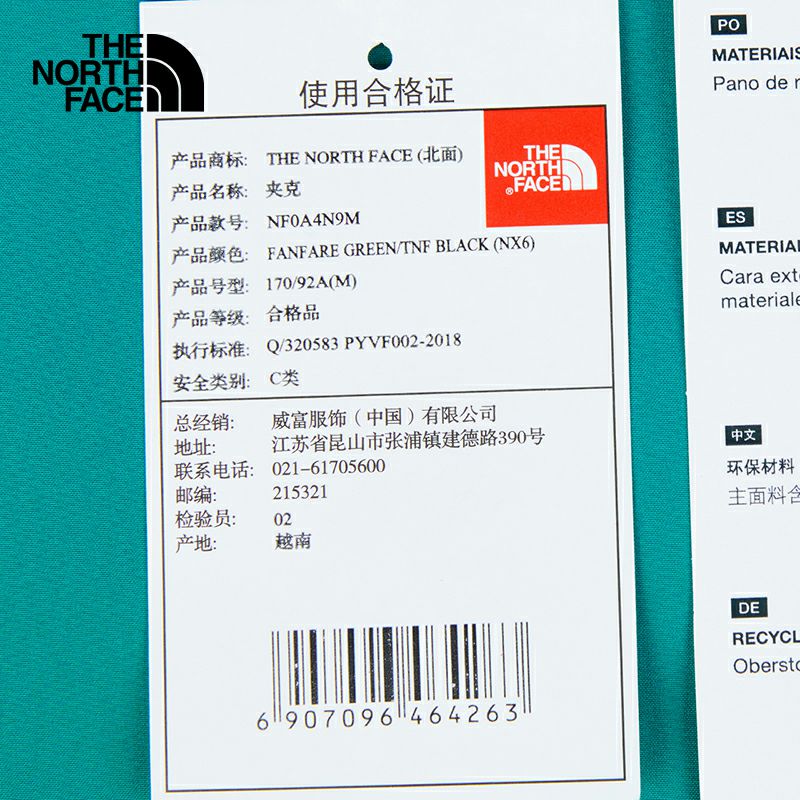 THE
NORTH
FACE
使用合格证
产品商标: THE NORTH FACE (北面)
产品名称: 夹克
产品款号: NF0A4N9M
产品颜色: FANFARE GREEN/TNF BLACK (NX6)
产品号型: 170/92A(M)
产品等级: 合格品
执行标准: Q/320583 PYVF002-2018
安全类别: C类
THE
NORTH
®FACE
总经销: 威富服饰（中国）有限公司
地址: 江苏省昆山市张浦镇建德路390号
联系电话: 021-61705600
邮编: 215321
检验员: 02
产地: 越南
6 907096 464263
PO
MATERIAIS
Pano de
ES
MATERIAL
Cara exte
materiale
中文
环保材料
主面料含
DE
RECYCL
Obersto